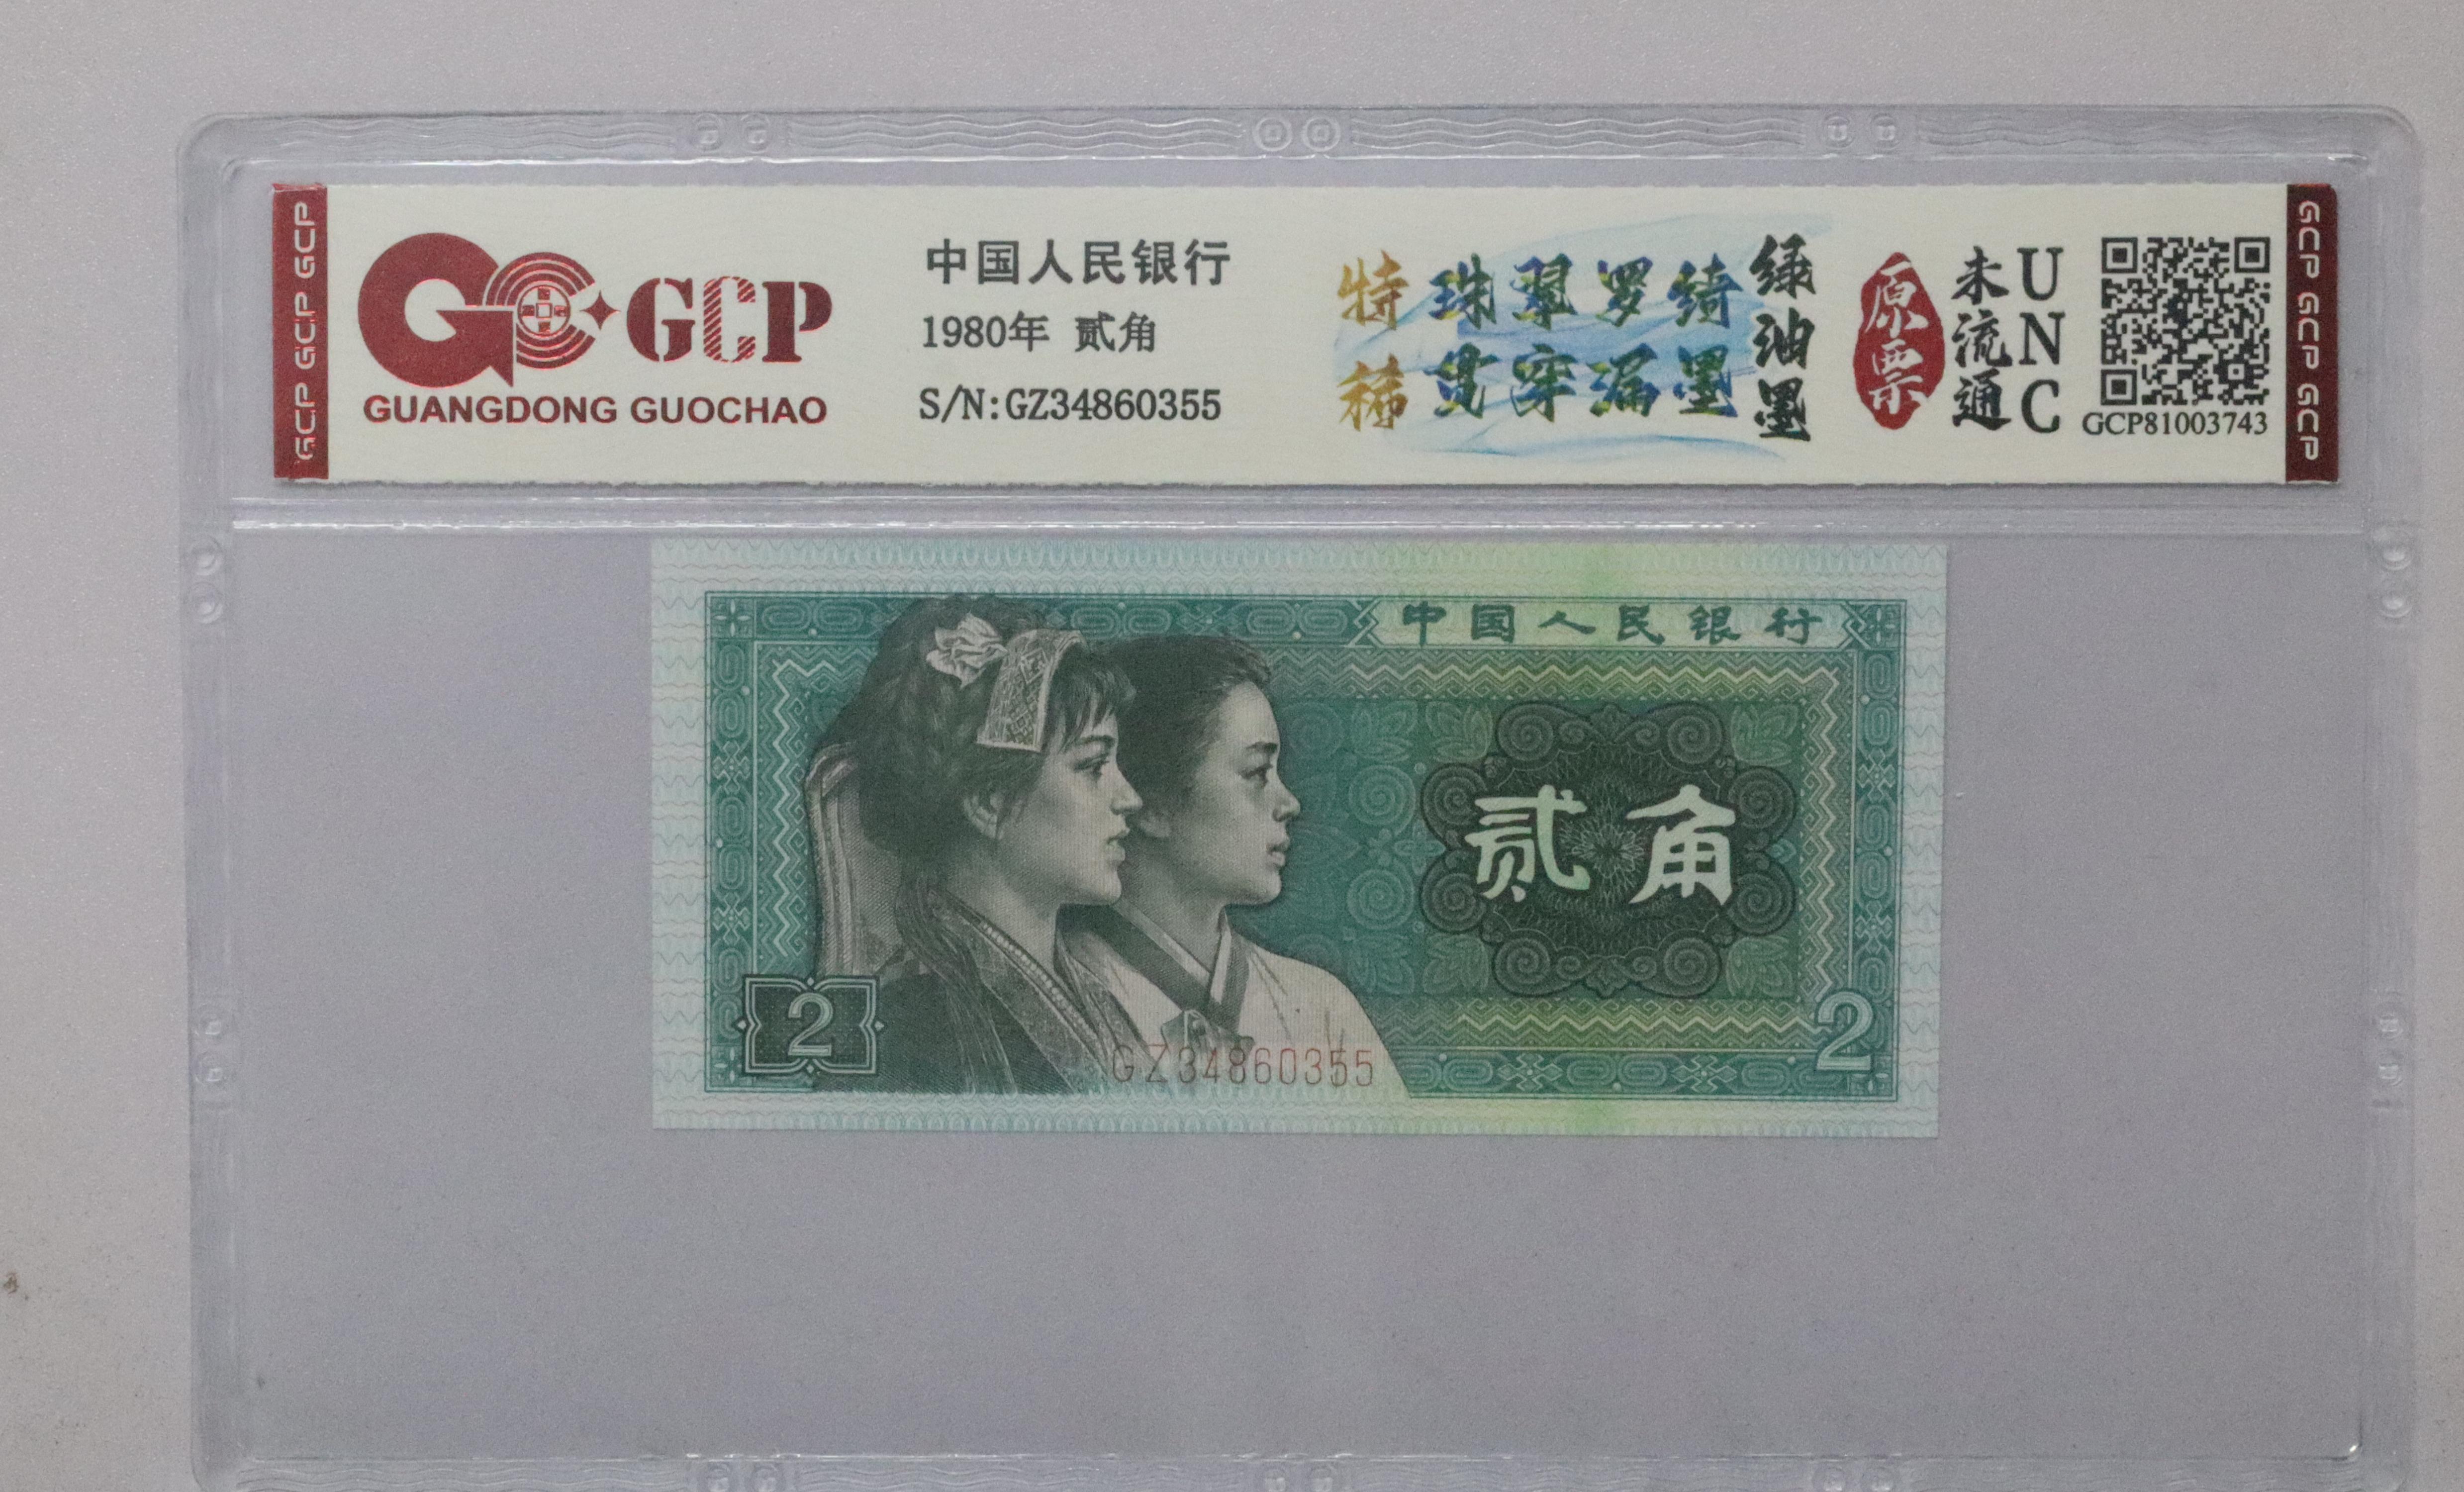 GCP GCP GCP
GCP
GUANGDONG GUOCHAO
中国人民银行
1980年 贰角
S/N:GZ34860355
特稀
珠翠罗绮
贯穿漏墨
绿油墨
原票
未流通
UNC
GCP81003743
GCP GCP GCP
中国人民银行
贰角
2
GZ34860355
2